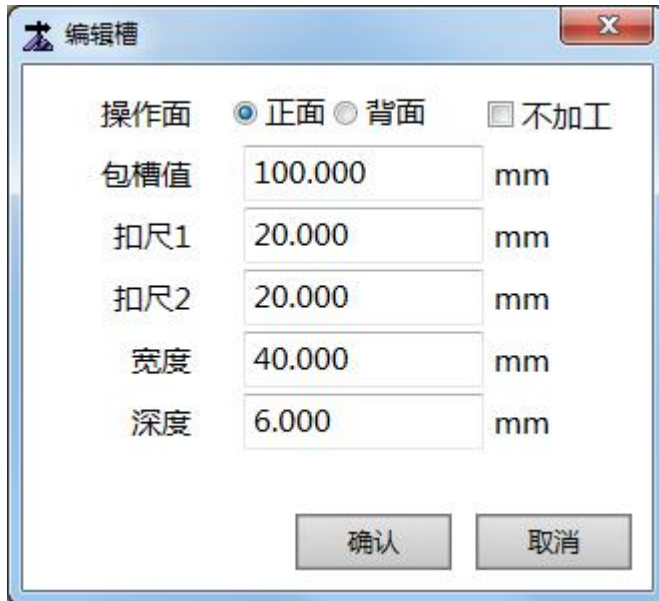 编辑槽
操作面 正面 背面 不加工
包槽值 100.000 mm
扣尺1 20.000 mm
扣尺2 20.000 mm
宽度 40.000 mm
深度 6.000 mm
确认 取消